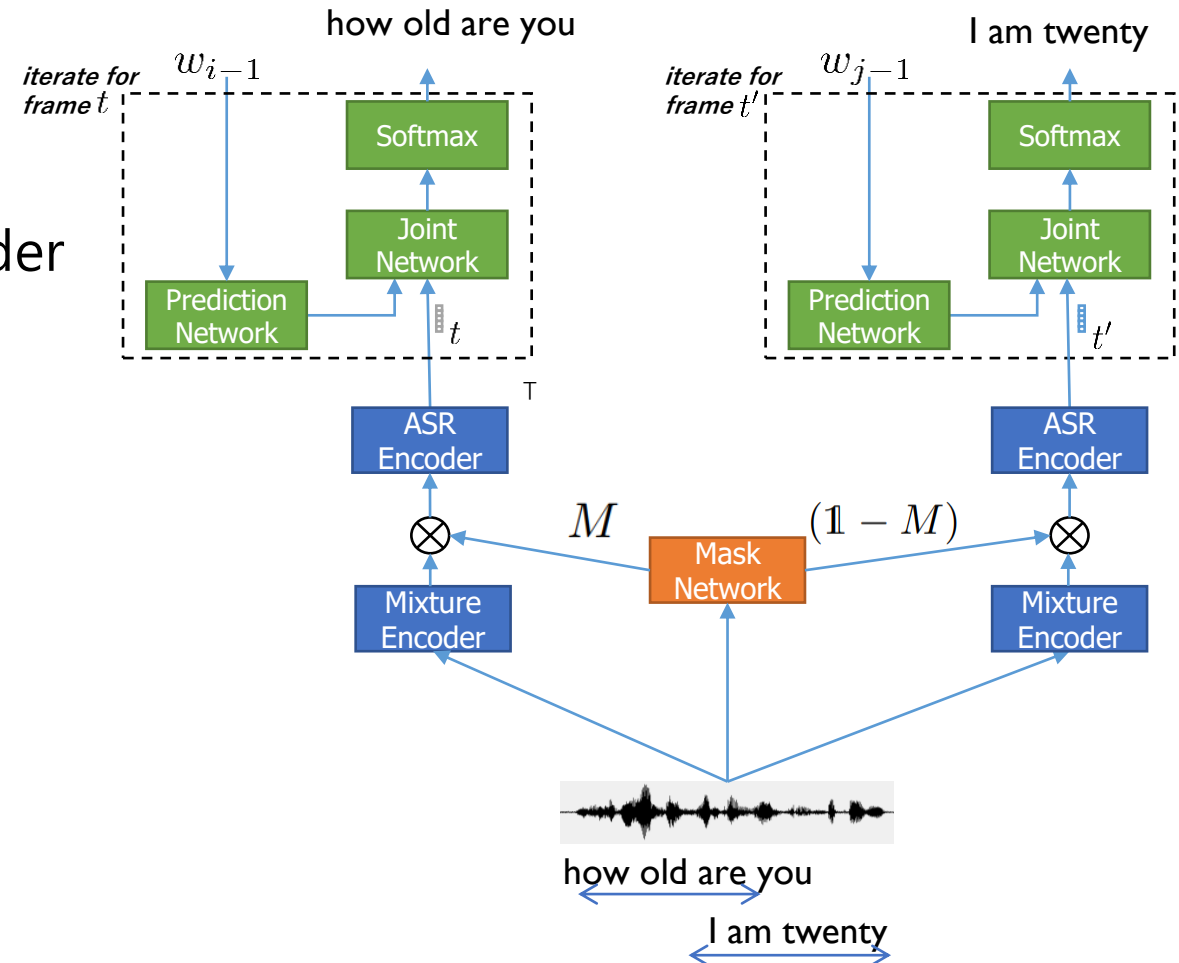 how old are you
I am twenty
iterate for
frame t
w_{i-1}
iterate for
frame t′
w_{j-1}
Softmax
Softmax
Joint
Network
Joint
Network
der
Prediction
Network
Prediction
Network
t
t′
T
ASR
Encoder
ASR
Encoder
M
(𝟙 − M)
Mask
Network
Mixture
Encoder
Mixture
Encoder
how old are you
I am twenty